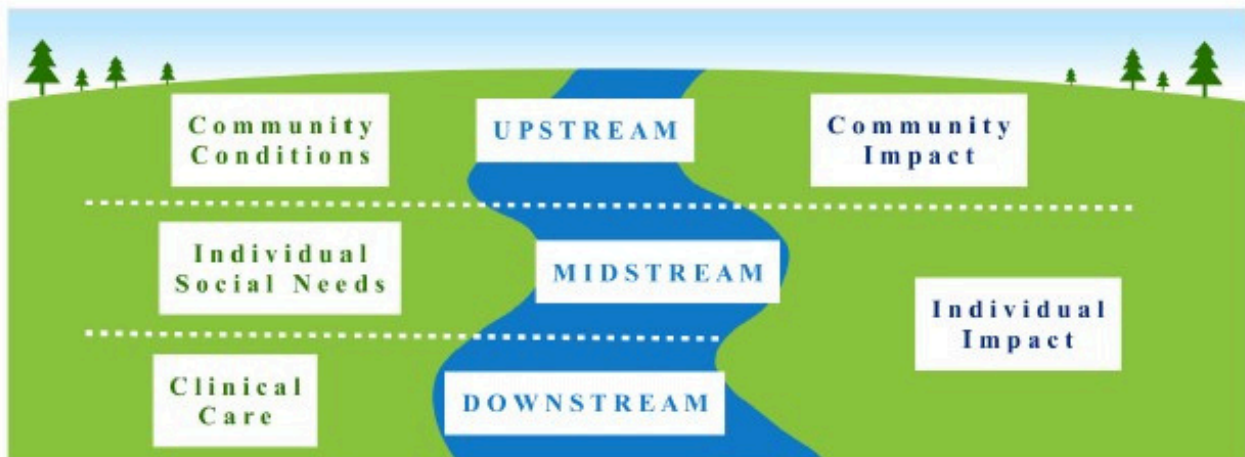 Community
Conditions
UPSTREAM
Community
Impact
Individual
Social Needs
MIDSTREAM
Individual
Impact
Clinical
Care
DOWNSTREAM